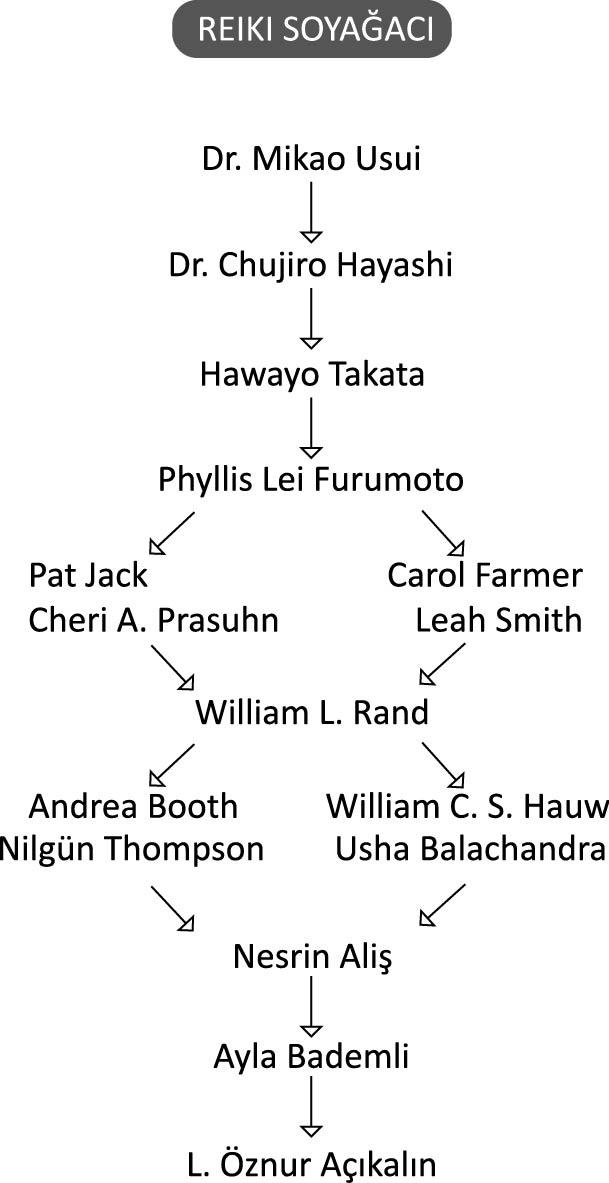 REIKI SOYAĞACI
Dr. Mikao Usui
Dr. Chujiro Hayashi
Hawayo Takata
Phyllis Lei Furumoto
Pat Jack
Cheri A. Prasuhn
Carol Farmer
Leah Smith
William L. Rand
Andrea Booth
Nilgün Thompson
William C. S. Hauw
Usha Balachandra
Nesrin Aliş
Ayla Bademli
L. Öznur Açıkalın